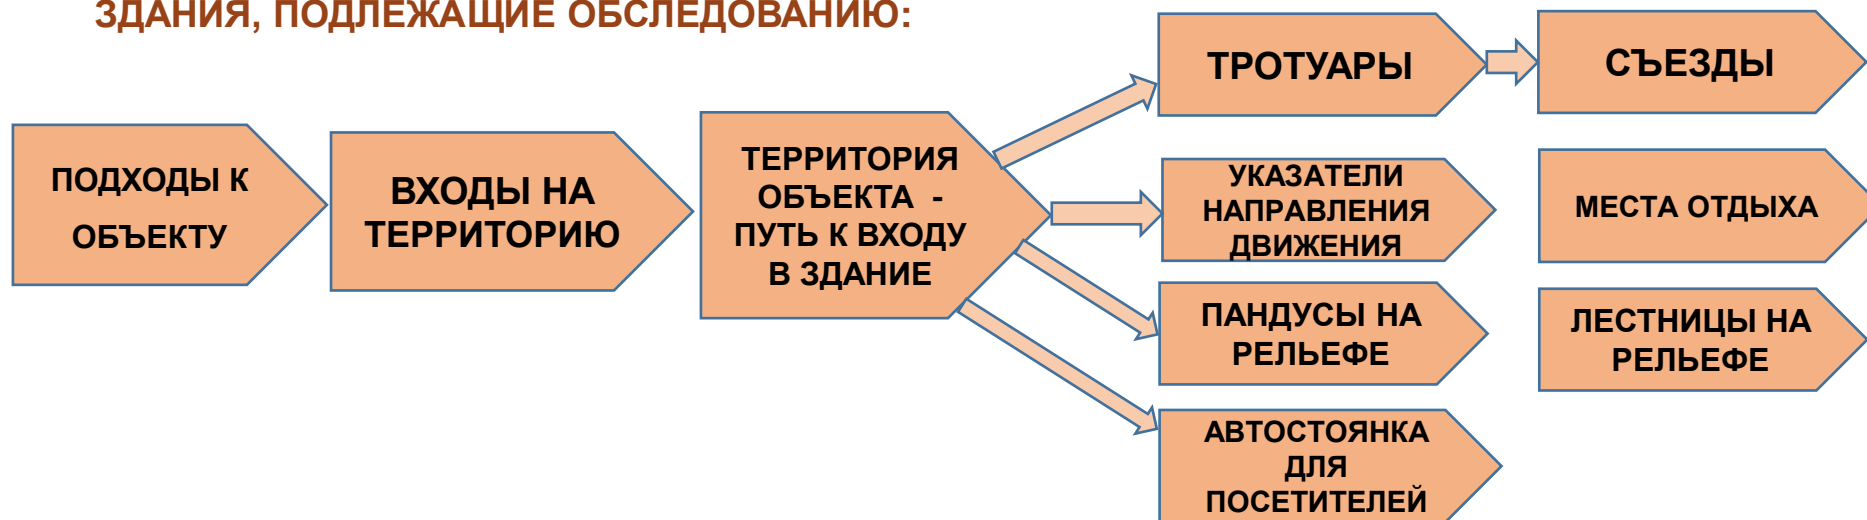 ЗДАНИЯ, ПОДЛЕЖАЩИЕ ОБСЛЕДОВАНИЮ:
ПОДХОДЫ К
ОБЪЕКТУ
ВХОДЫ НА
ТЕРРИТОРИЮ
ТЕРРИТОРИЯ
ОБЪЕКТА -
ПУТЬ К ВХОДУ
В ЗДАНИЕ
ТРОТУАРЫ
СЪЕЗДЫ
УКАЗАТЕЛИ
НАПРАВЛЕНИЯ
ДВИЖЕНИЯ
МЕСТА ОТДЫХА
ПАНДУСЫ НА
РЕЛЬЕФЕ
ЛЕСТНИЦЫ НА
РЕЛЬЕФЕ
АВТОСТОЯНКА
ДЛЯ
ПОСЕТИТЕЛЕЙ